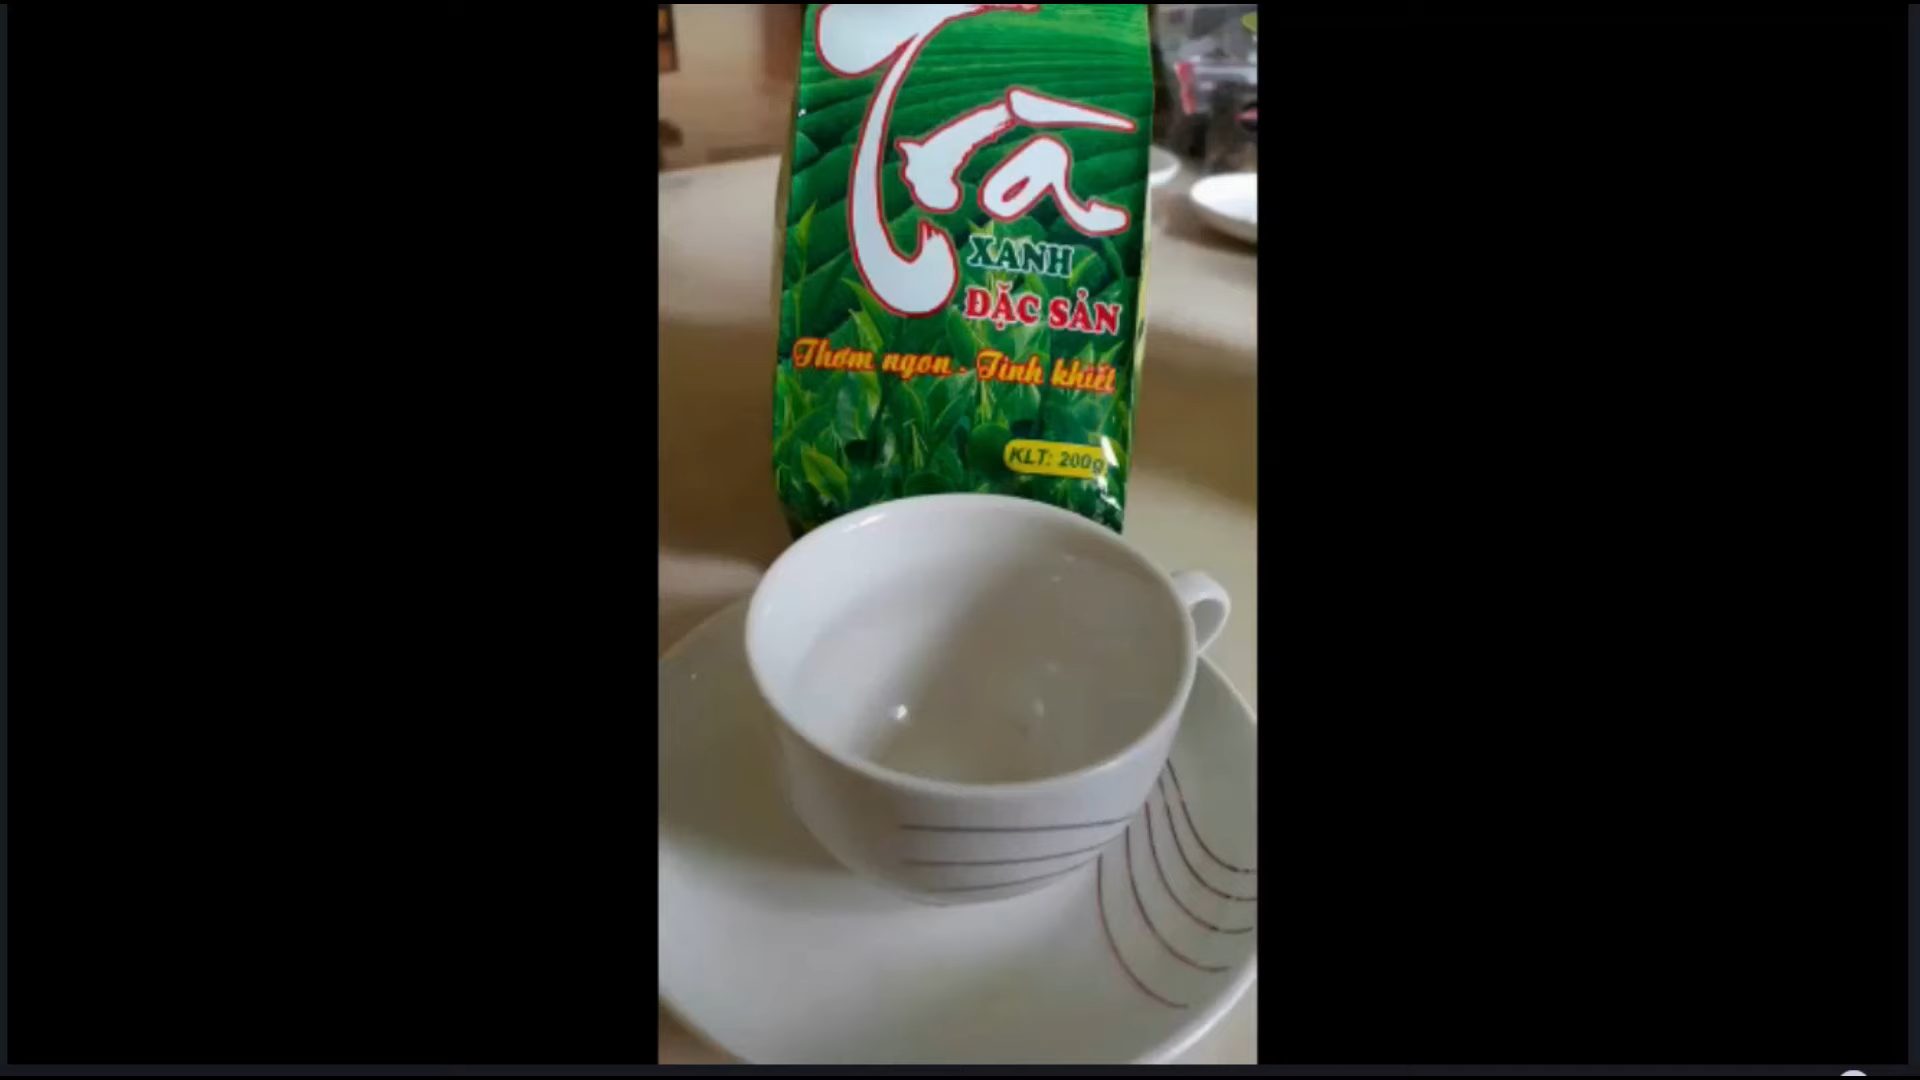 Trà
XANH
ĐẶC SẢN
Thơm ngon - Tinh khiết
KLT: 200g